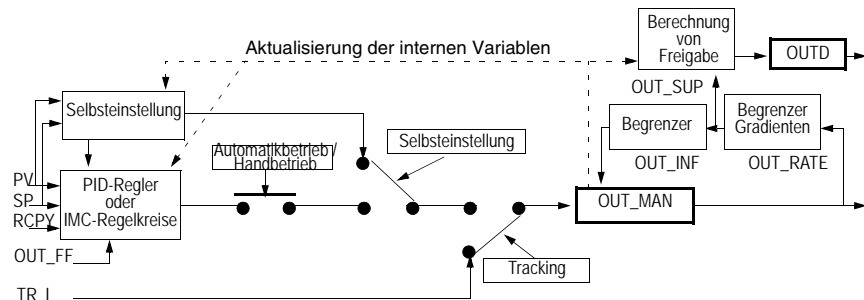 Aktualisierung der internen Variablen
Berechnung
von
Freigabe
OUTD
OUT_SUP
Selbsteinstellung
Begrenzer
Begrenzer
Gradienten
OUT_INF
OUT_RATE
Automatikbetrieb /
Handbetrieb
Selbsteinstellung
PV
SP
RCPY
PID-Regler
oder
IMC-Regelkreise
OUT_MAN
OUT_FF
Tracking
TR_I